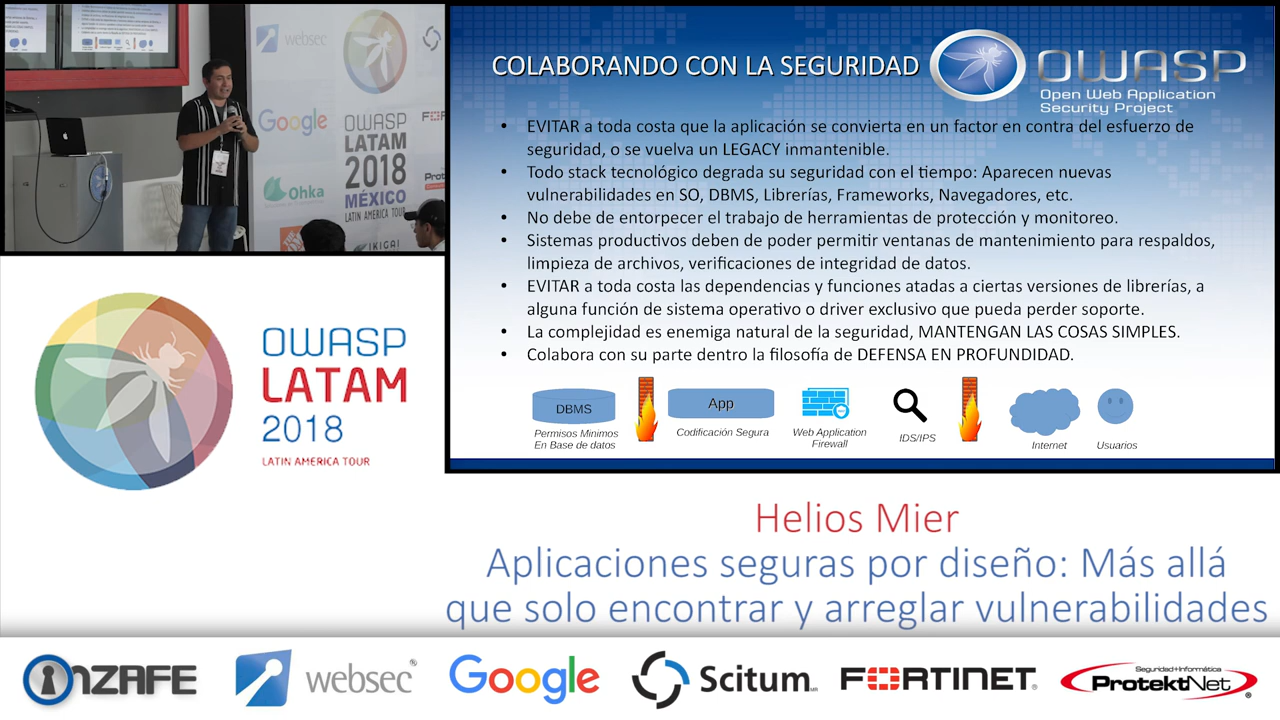 websec
Google
OWASP
LATAM
2018
MÉXICO
LATIN AMERICA TOUR
Ohka
IKIGAI
COLABORANDO CON LA SEGURIDAD
OWASP
Open Web Application
Security Project
• EVITAR a toda costa que la aplicación se convierta en un factor en contra del esfuerzo de
seguridad, o se vuelva un LEGACY inmantenible.
• Todo stack tecnológico degrada su seguridad con el tiempo: Aparecen nuevas
vulnerabilidades en SO, DBMS, Librerías, Frameworks, Navegadores, etc.
• No debe de entorpecer el trabajo de herramientas de protección y monitoreo.
• Sistemas productivos deben de poder permitir ventanas de mantenimiento para respaldos,
limpieza de archivos, verificaciones de integridad de datos.
• EVITAR a toda costa las dependencias y funciones atadas a ciertas versiones de librerías, a
alguna función de sistema operativo o driver exclusivo que pueda perder soporte.
• La complejidad es enemiga natural de la seguridad, MANTENGAN LAS COSAS SIMPLES.
• Colabora con su parte dentro la filosofía de DEFENSA EN PROFUNDIDAD.
DBMS
Permisos Minimos
En Base de datos
App
Codificación Segura
Web Application
Firewall
IDS/IPS
Internet
Usuarios
OWASP
LATAM
2018
LATIN AMERICA TOUR
Helios Mier
Aplicaciones seguras por diseño: Más allá
que solo encontrar y arreglar vulnerabilidades
NZAFE
websec®
Google
Scitum MR
FORTINET®
Seguridad+Informática
ProtektNet®